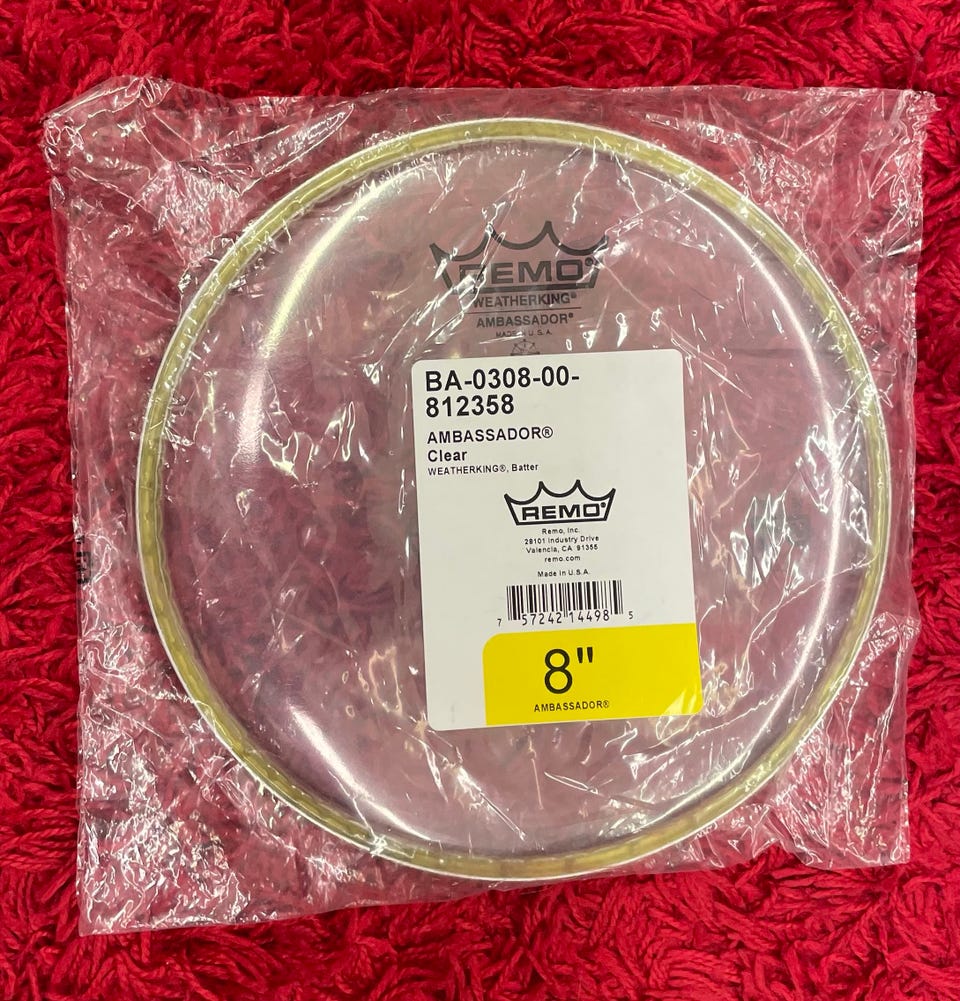 REMO®
WEATHERKING®
AMBASSADOR®
MADE IN U.S.A.
BA-0308-00-
812358
AMBASSADOR®
Clear
WEATHERKING®, Batter
REMO®
Remo, Inc.
28101 Industry Drive
Valencia, CA 91355
remo.com
Made in U.S.A.
7 57242 14498 5
8"
AMBASSADOR®